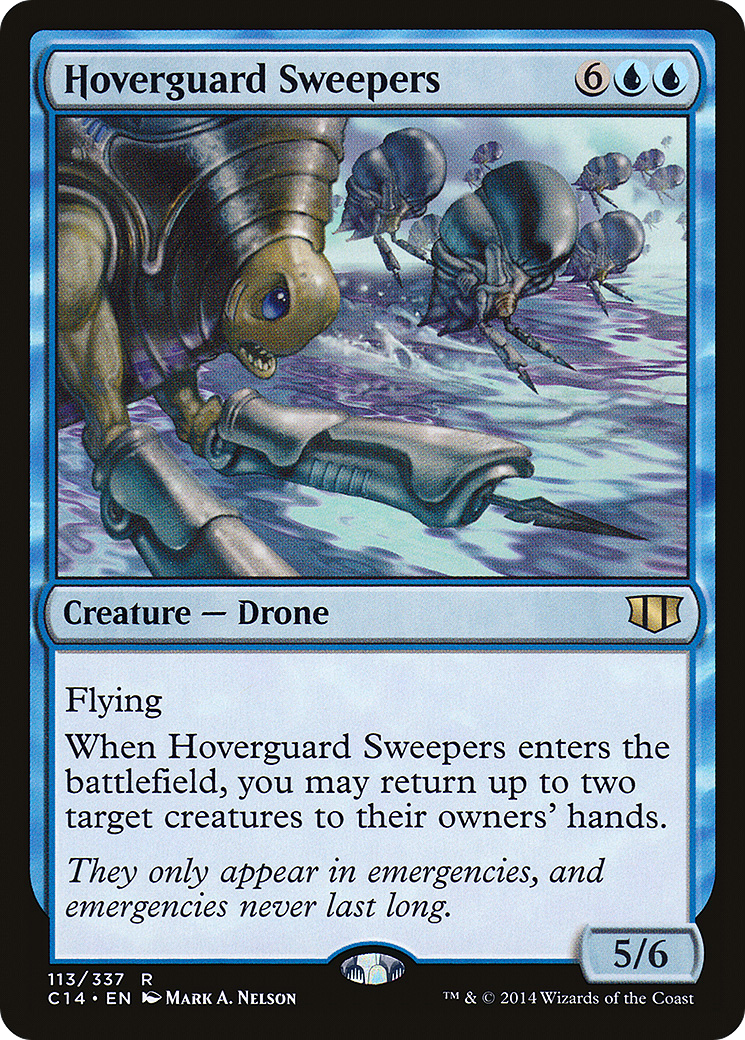 Hoverguard Sweepers 6
Creature — Drone
Flying
When Hoverguard Sweepers enters the
battlefield, you may return up to two
target creatures to their owners’ hands.
They only appear in emergencies, and
emergencies never last long.
5/6
113/337 R
C14 • EN Mark A. Nelson
™ & © 2014 Wizards of the Coast